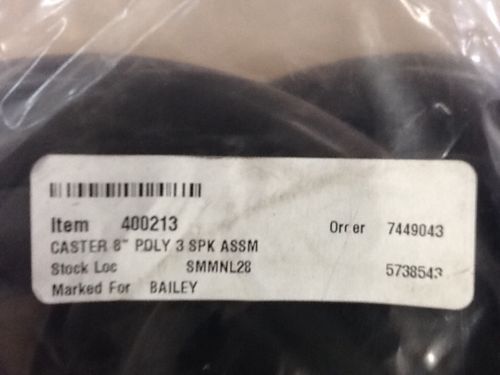 Item 400213 Order 7449043
CASTER 8" POLY 3 SPK ASSM
Stock Loc SMMNL28 5738543
Marked For BAILEY